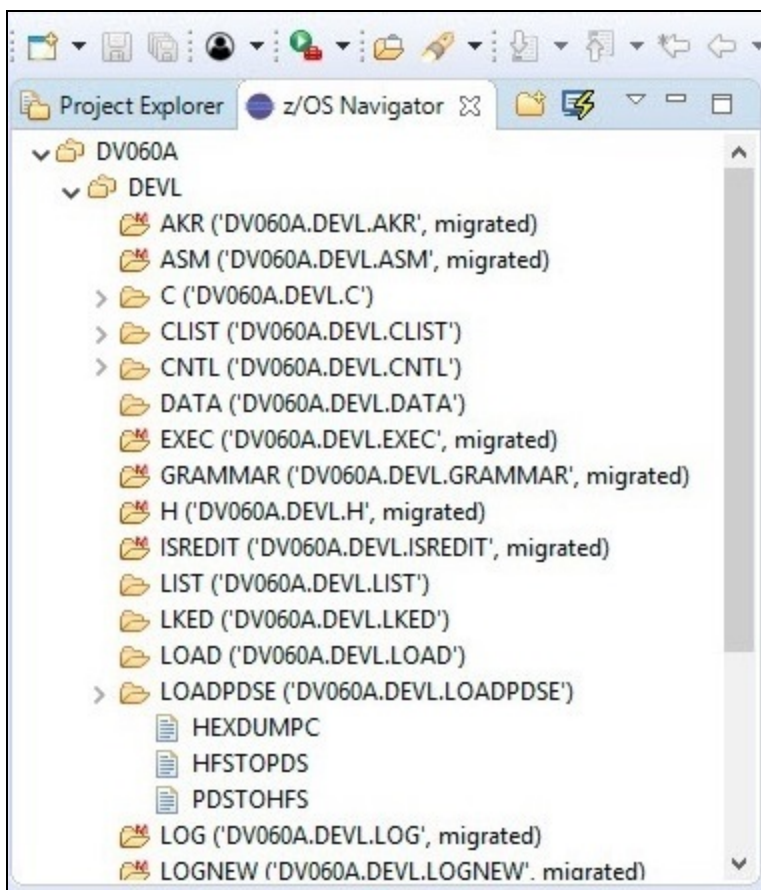 Project Explorer z/OS Navigator
DV060A
DEVL
AKR ('DV060A.DEVL.AKR', migrated)
ASM ('DV060A.DEVL.ASM', migrated)
C ('DV060A.DEVL.C')
CLIST ('DV060A.DEVL.CLIST')
CNTL ('DV060A.DEVL.CNTL')
DATA ('DV060A.DEVL.DATA')
EXEC ('DV060A.DEVL.EXEC', migrated)
GRAMMAR ('DV060A.DEVL.GRAMMAR', migrated)
H ('DV060A.DEVL.H', migrated)
ISREDIT ('DV060A.DEVL.ISREDIT', migrated)
LIST ('DV060A.DEVL.LIST')
LKED ('DV060A.DEVL.LKED')
LOAD ('DV060A.DEVL.LOAD')
LOADPDSE ('DV060A.DEVL.LOADPDSE')
HEXDUMPC
HFSTOPDS
PDSTOHFS
LOG ('DV060A.DEVL.LOG', migrated)
LOGNEW ('DV060A.DEVL.LOGNEW', migrated)